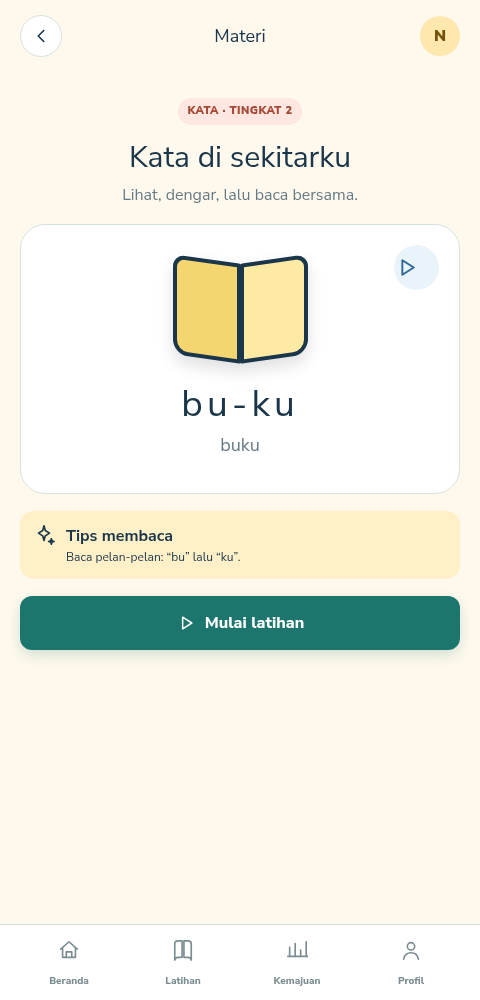 Materi
N
KATA · TINGKAT 2
Kata di sekitarku
Lihat, dengar, lalu baca bersama.
bu-ku
buku
Tips membaca
Baca pelan-pelan: “bu” lalu “ku”.
Mulai latihan
Beranda
Latihan
Kemajuan
Profil